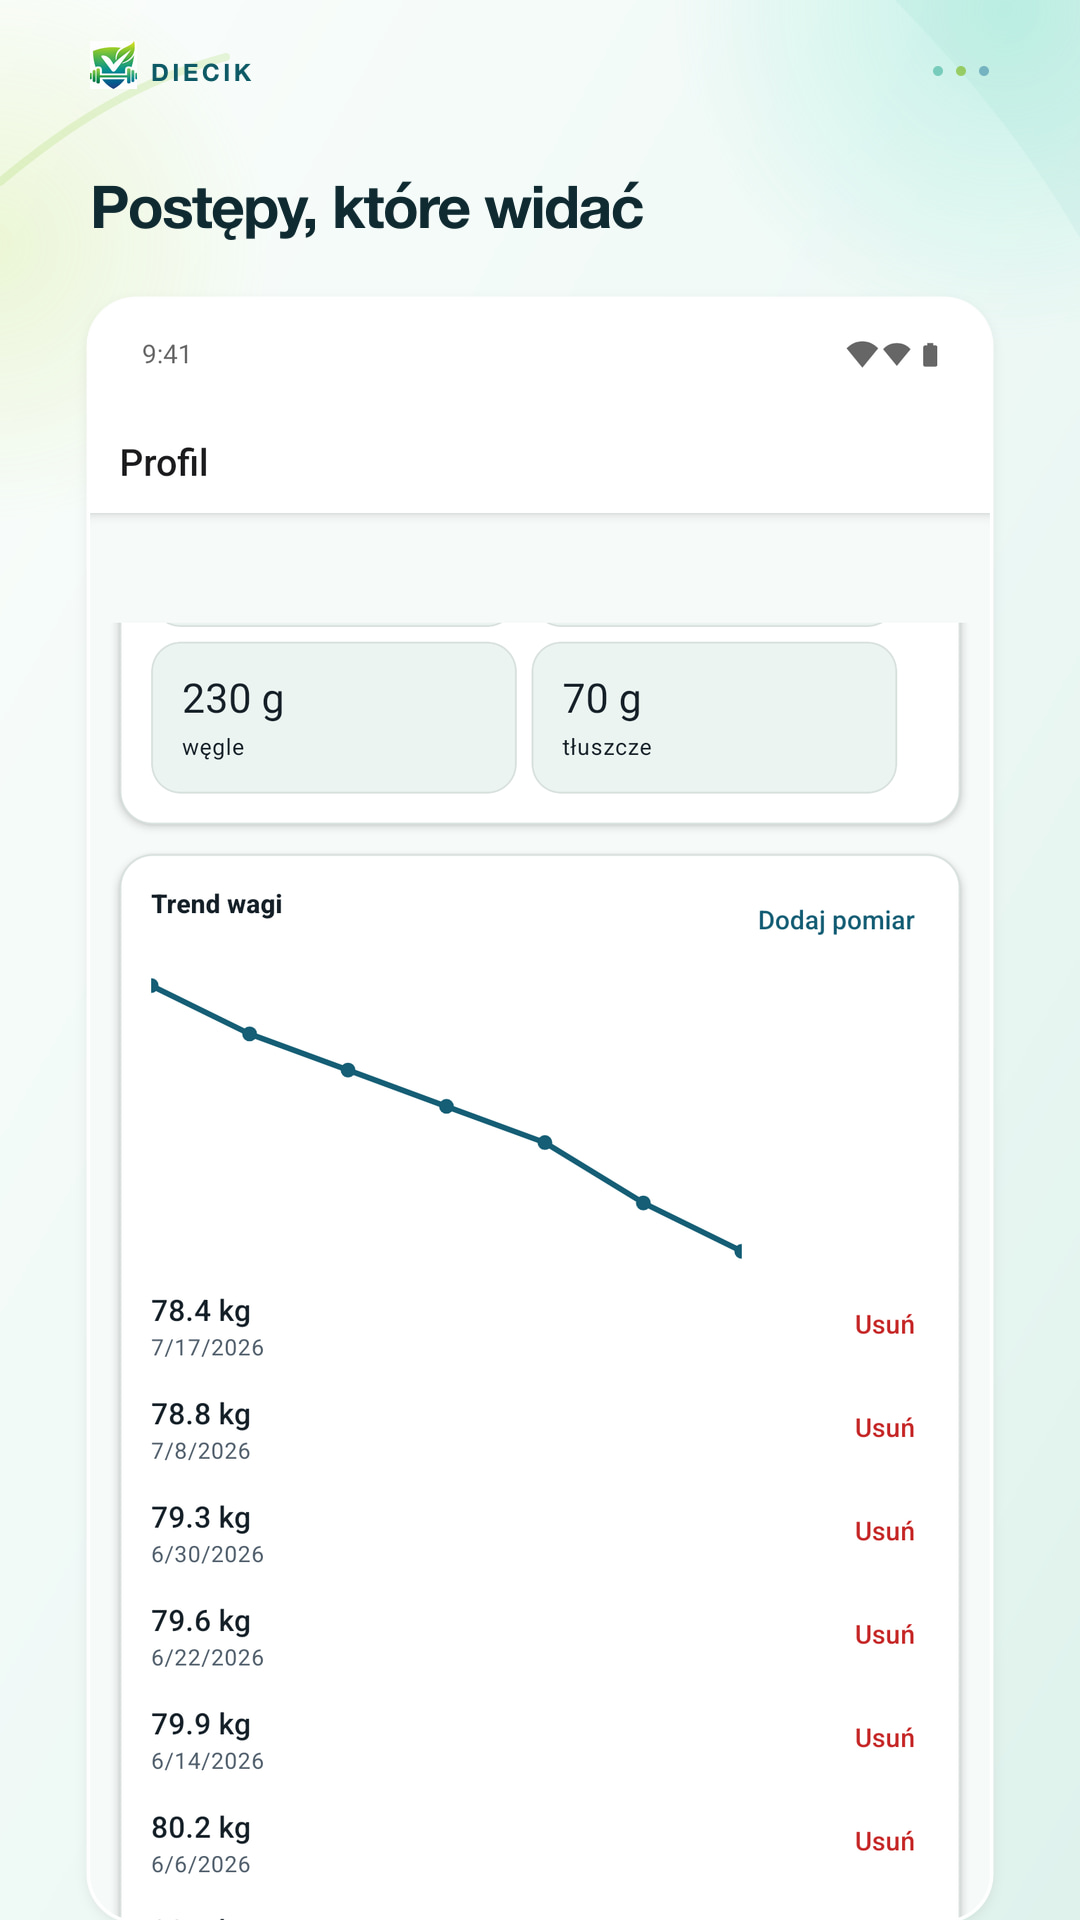 DIECIK
Postępy, które widać
9:41
Profil
230 g
węgle
70 g
tłuszcze
Trend wagi
Dodaj pomiar
78.4 kg
7/17/2026
Usuń
78.8 kg
7/8/2026
Usuń
79.3 kg
6/30/2026
Usuń
79.6 kg
6/22/2026
Usuń
79.9 kg
6/14/2026
Usuń
80.2 kg
6/6/2026
Usuń